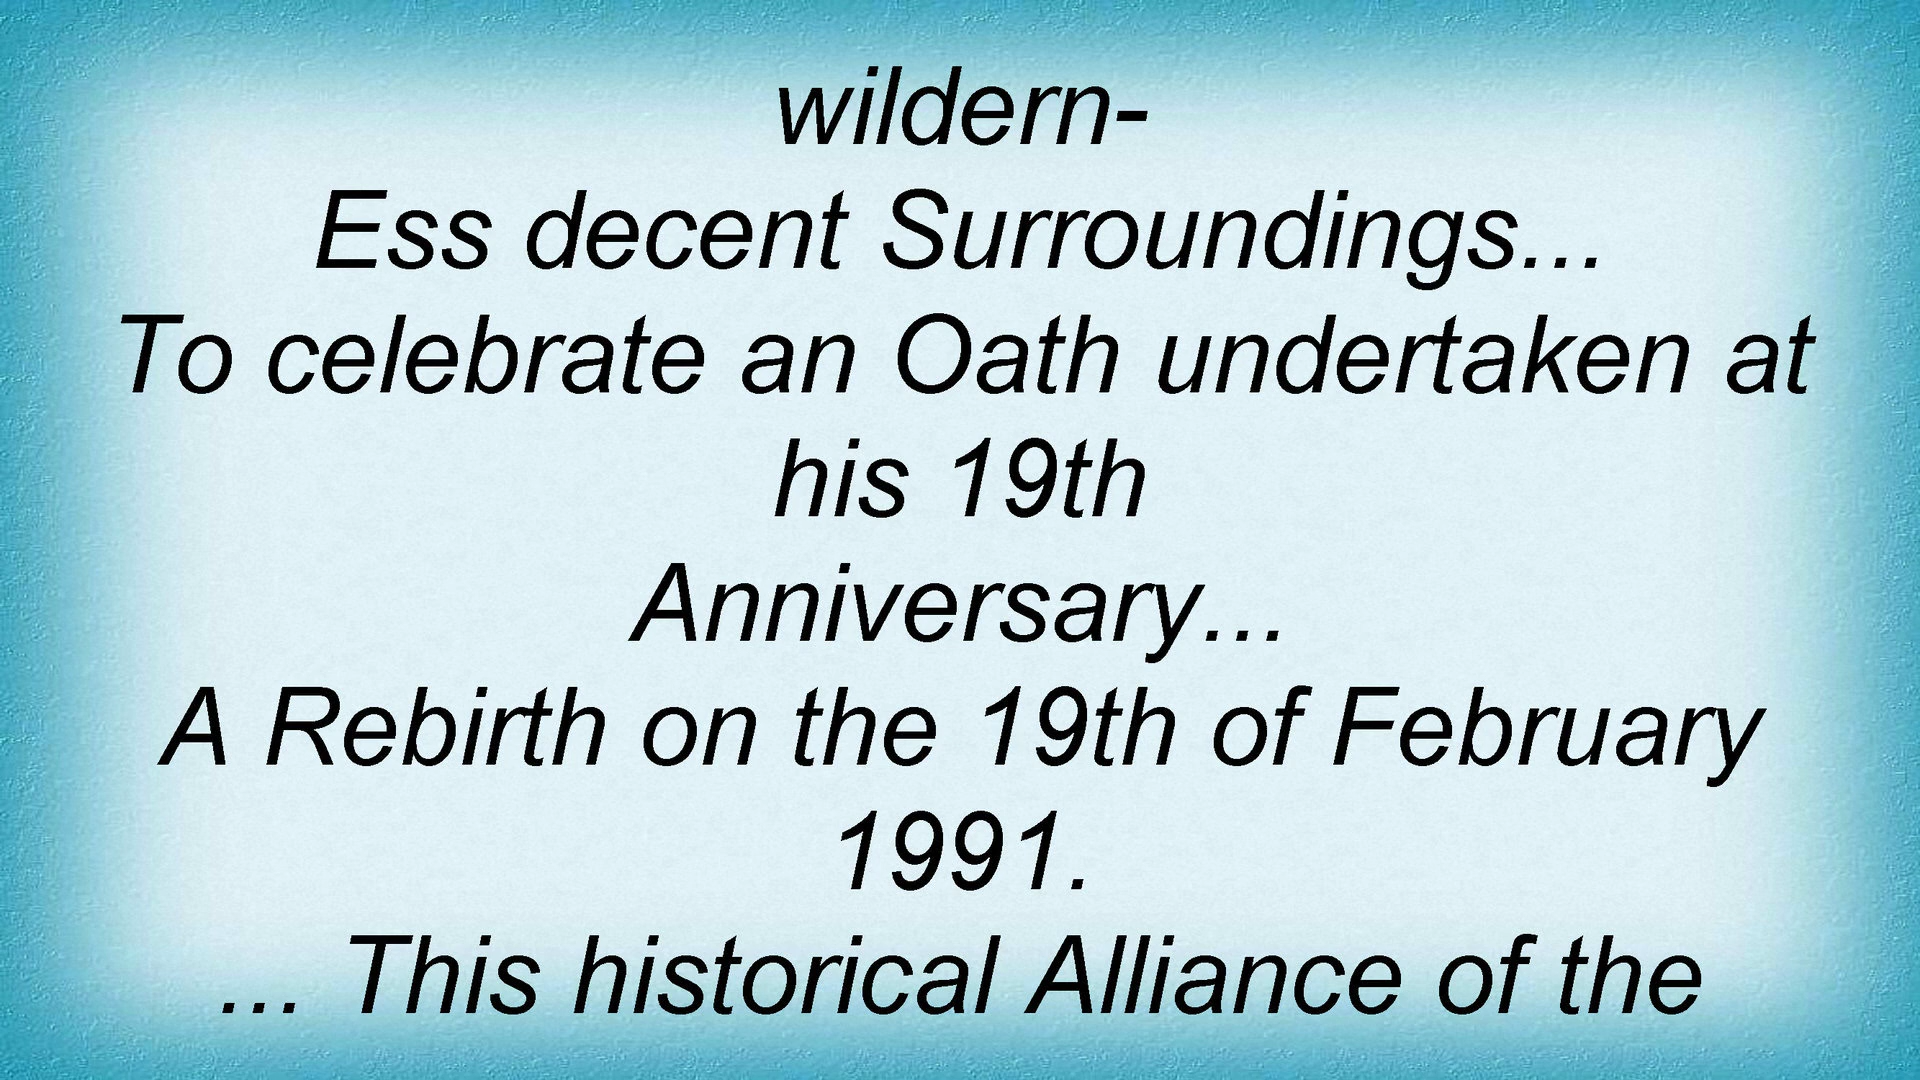 wildern-
Ess decent Surroundings...
To celebrate an Oath undertaken at
his 19th
Anniversary...
A Rebirth on the 19th of February
1991.
... This historical Alliance of the